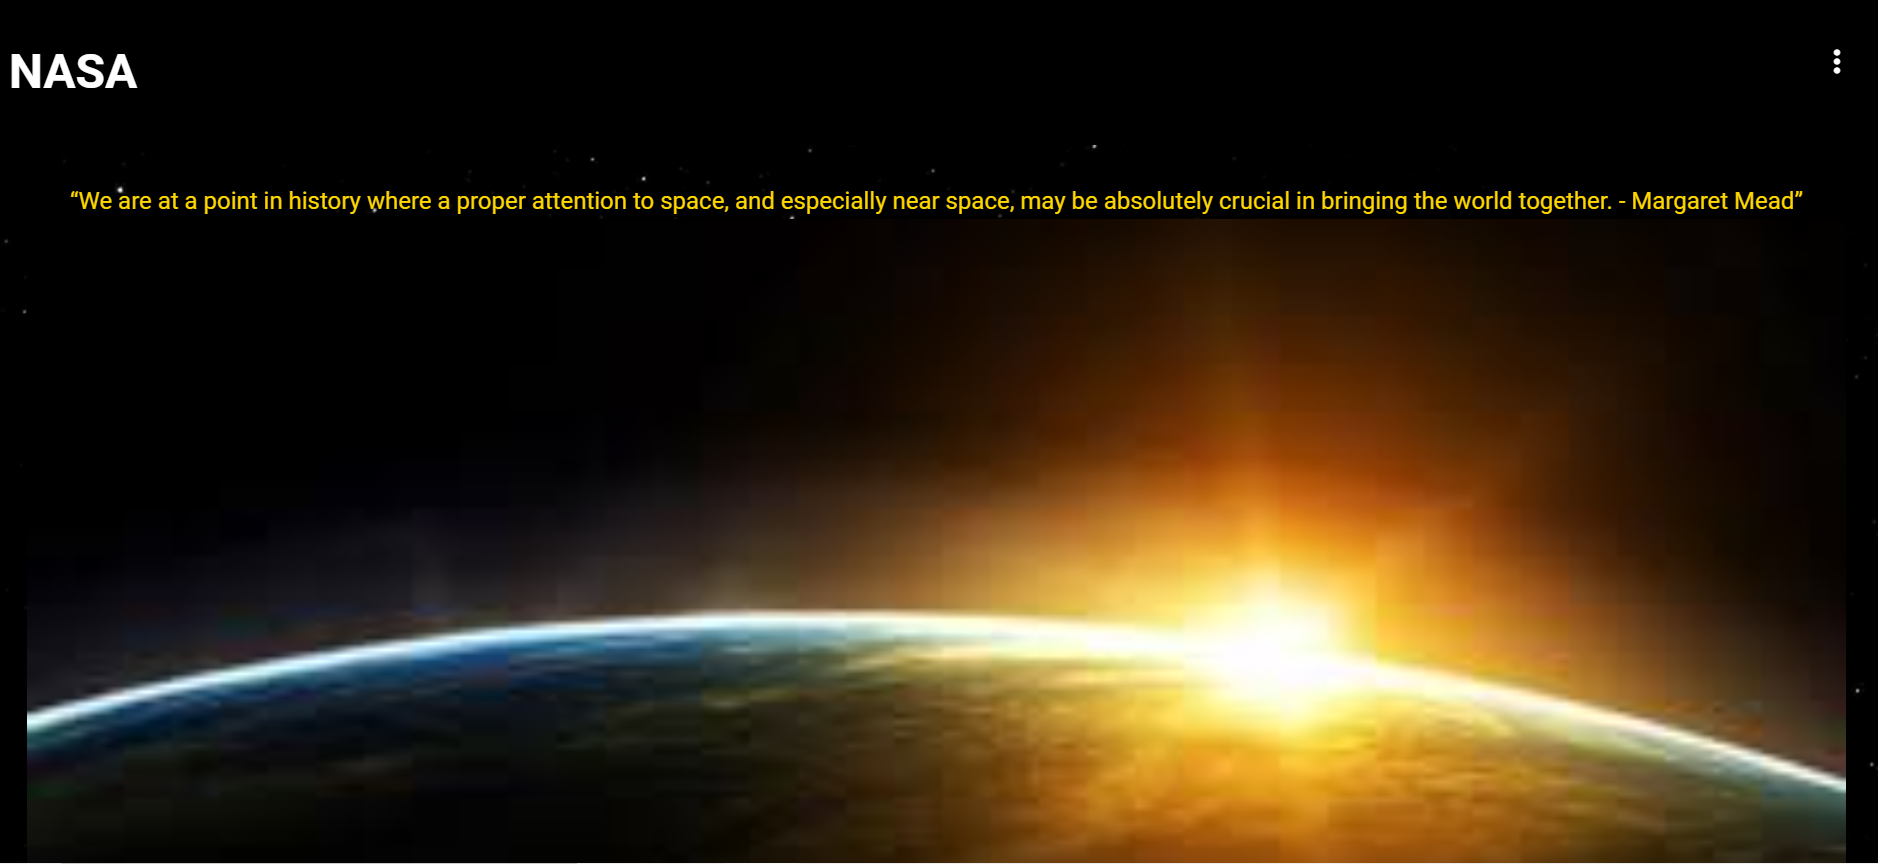 NASA
“We are at a point in history where a proper attention to space, and especially near space, may be absolutely crucial in bringing the world together. - Margaret Mead”